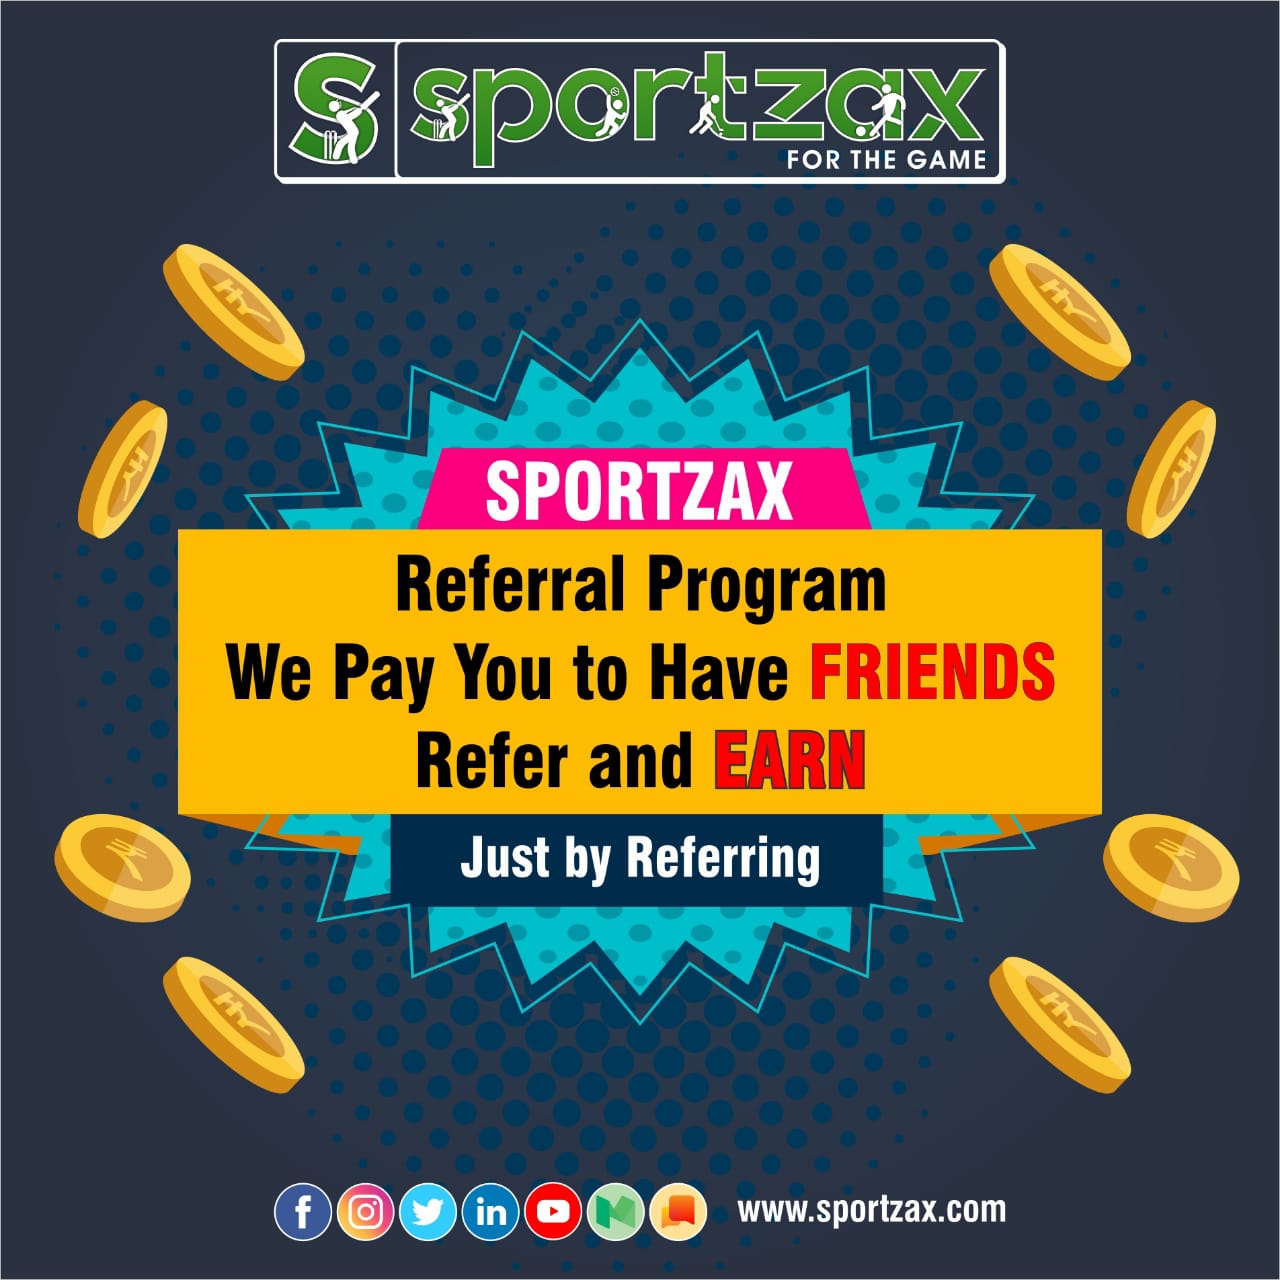 S sportzax
FOR THE GAME
SPORTZAX
Referral Program
We Pay You to Have FRIENDS
Refer and EARN
Just by Referring
www.sportzax.com